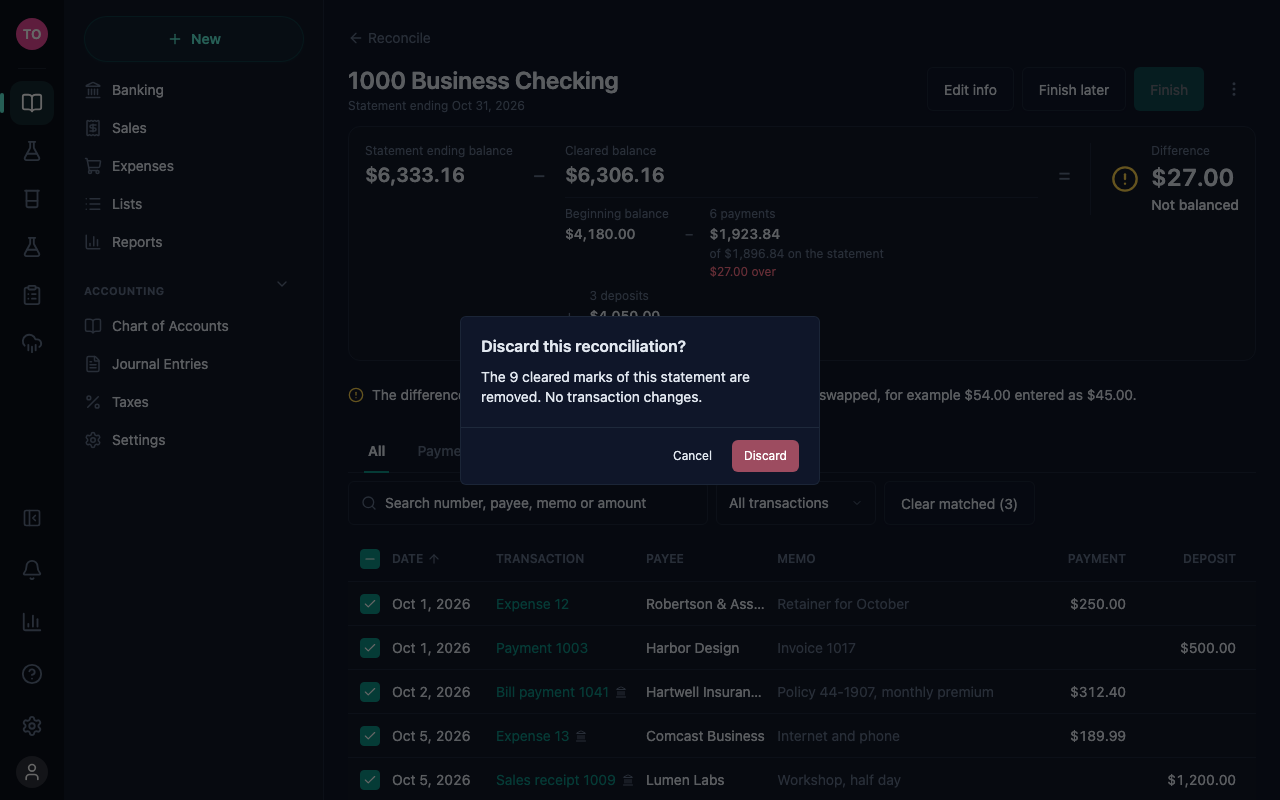 TO
New
Banking
Sales
Expenses
Lists
Reports
ACCOUNTING
Chart of Accounts
Journal Entries
Taxes
Settings
Reconcile
1000 Business Checking
Statement ending Oct 31, 2026
Edit info
Finish later
Finish
Statement ending balance
$6,333.16
–
Cleared balance
$6,306.16
=
Difference
$27.00
Not balanced
Beginning balance
$4,180.00
–
6 payments
$1,923.84
of $1,896.84 on the statement
$27.00 over
3 deposits
$4,050.00
The difference
swapped, for example $54.00 entered as $45.00.
Discard this reconciliation?
The 9 cleared marks of this statement are
removed. No transaction changes.
Cancel
Discard
All
Search number, payee, memo or amount
All transactions
Clear matched (3)
DATE TRANSACTION PAYEE MEMO PAYMENT DEPOSIT
Oct 1, 2026 Expense 12 Robertson & Ass... Retainer for October $250.00
Oct 1, 2026 Payment 1003 Harbor Design Invoice 1017 $500.00
Oct 2, 2026 Bill payment 1041 Hartwell Insuran... Policy 44-1907, monthly premium $312.40
Oct 5, 2026 Expense 13 Comcast Business Internet and phone $189.99
Oct 5, 2026 Sales receipt 1009 Lumen Labs Workshop, half day $1,200.00